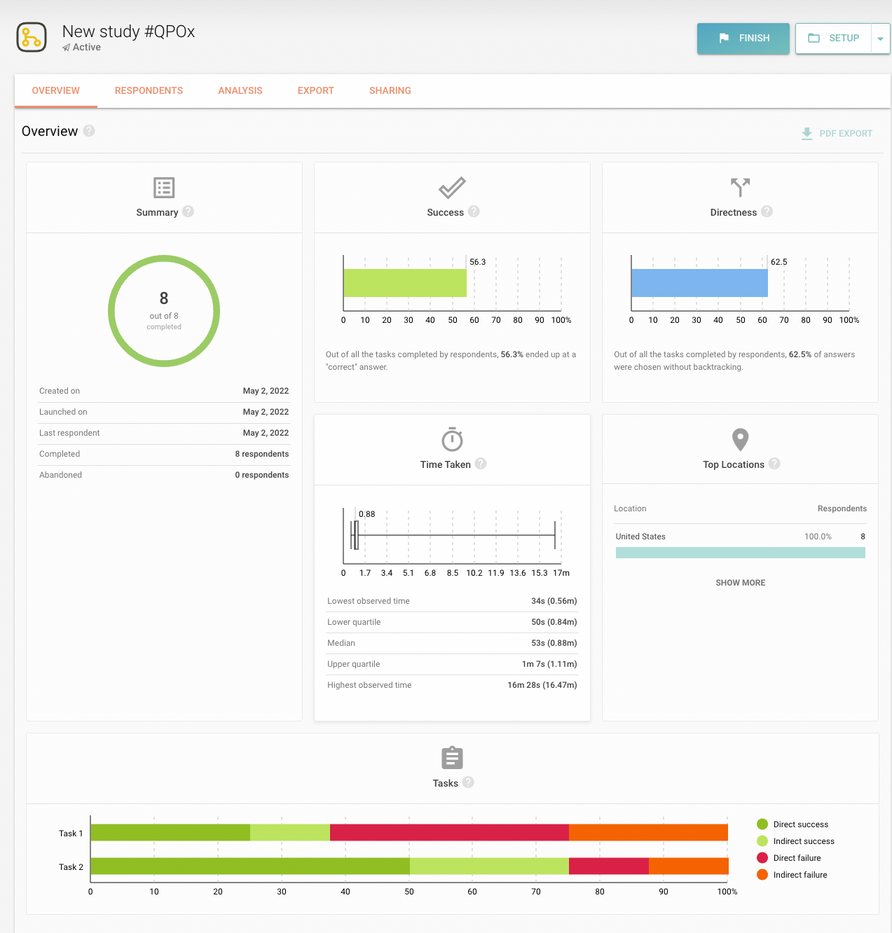 New study #QPOx
Active
FINISH
SETUP
OVERVIEW RESPONDENTS ANALYSIS EXPORT SHARING
Overview ?
PDF EXPORT
Summary ?
8
out of 8
completed
Created on May 2, 2022
Launched on May 2, 2022
Last respondent May 2, 2022
Completed 8 respondents
Abandoned 0 respondents
Success ?
56.3
0 10 20 30 40 50 60 70 80 90 100%
Out of all the tasks completed by respondents, 56.3% ended up at a
"correct" answer.
Directness ?
62.5
0 10 20 30 40 50 60 70 80 90 100%
Out of all the tasks completed by respondents, 62.5% of answers
were chosen without backtracking.
Time Taken ?
0.88
0 1.7 3.4 5.1 6.8 8.5 10.2 11.9 13.6 15.3 17m
Lowest observed time 34s (0.56m)
Lower quartile 50s (0.84m)
Median 53s (0.88m)
Upper quartile 1m 7s (1.11m)
Highest observed time 16m 28s (16.47m)
Top Locations ?
Location Respondents
United States 100.0% 8
SHOW MORE
Tasks ?
Task 1
Task 2
0 10 20 30 40 50 60 70 80 90 100%
Direct success
Indirect success
Direct failure
Indirect failure